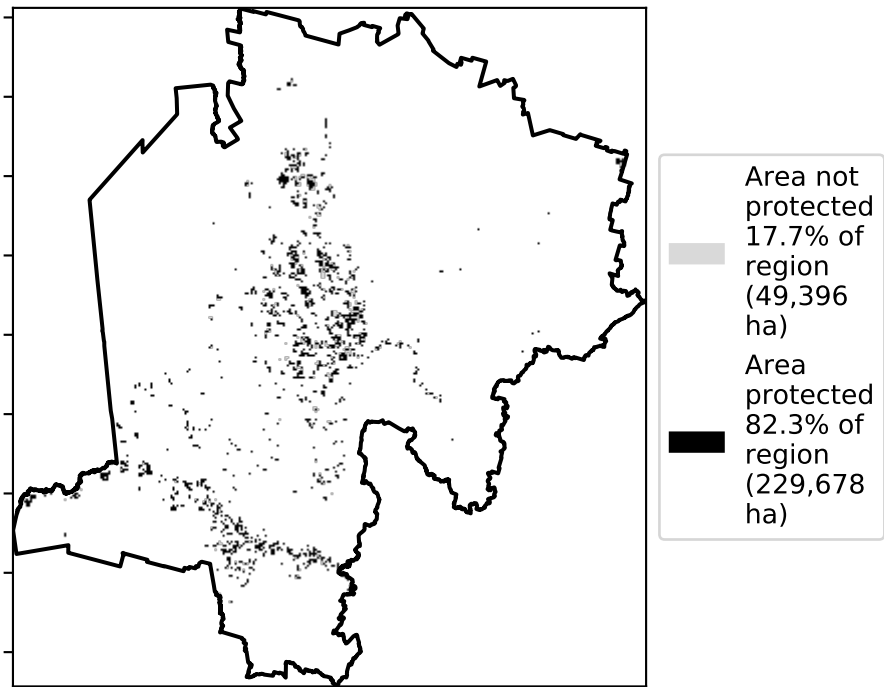 Area not
protected
17.7% of
region
(49,396
ha)
Area
protected
82.3% of
region
(229,678
ha)